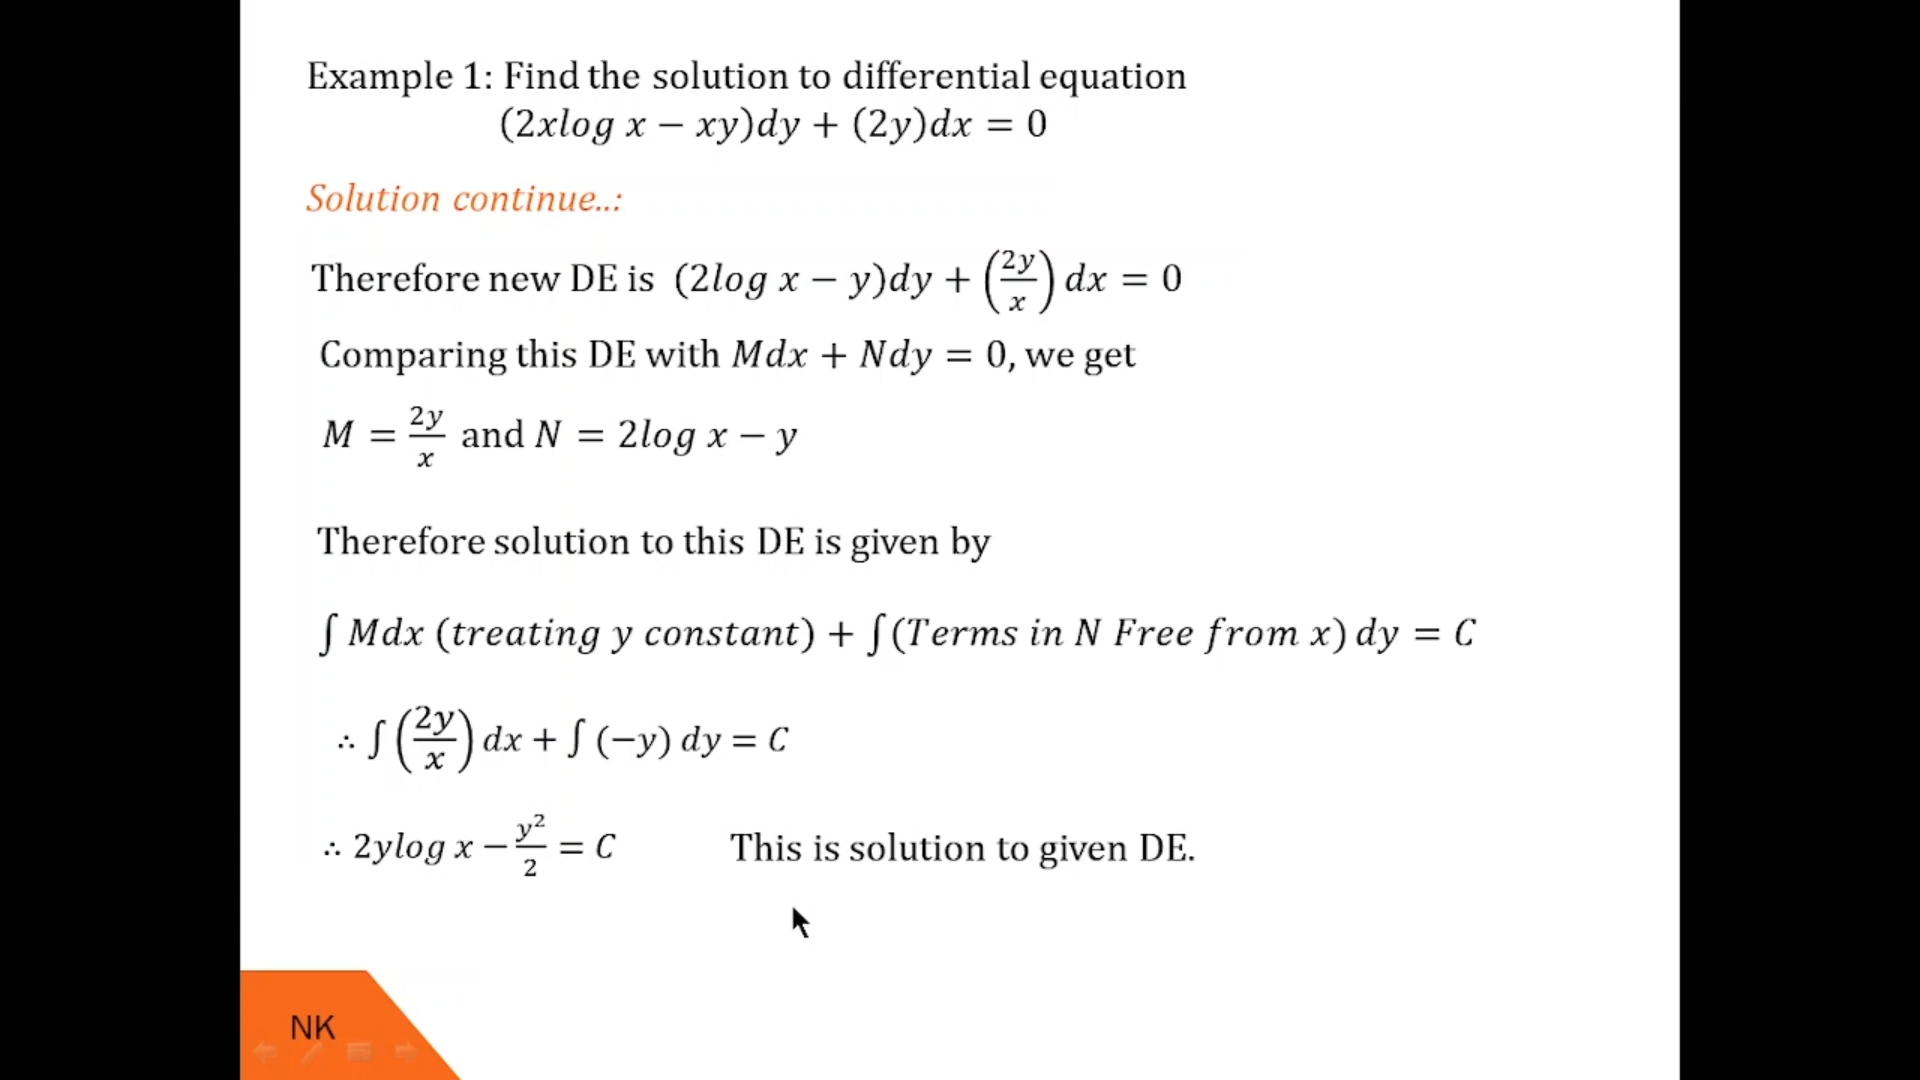 Example 1: Find the solution to differential equation
(2xlog x − xy)dy + (2y)dx = 0
Solution continue..:
Therefore new DE is (2log x − y)dy + (2y/x) dx = 0
Comparing this DE with Mdx + Ndy = 0, we get
M = 2y/x and N = 2log x − y
Therefore solution to this DE is given by
∫ Mdx (treating y constant) + ∫(Terms in N Free from x) dy = C
∴ ∫ (2y/x) dx + ∫ (−y) dy = C
∴ 2ylog x − y²/2 = C This is solution to given DE.
NK